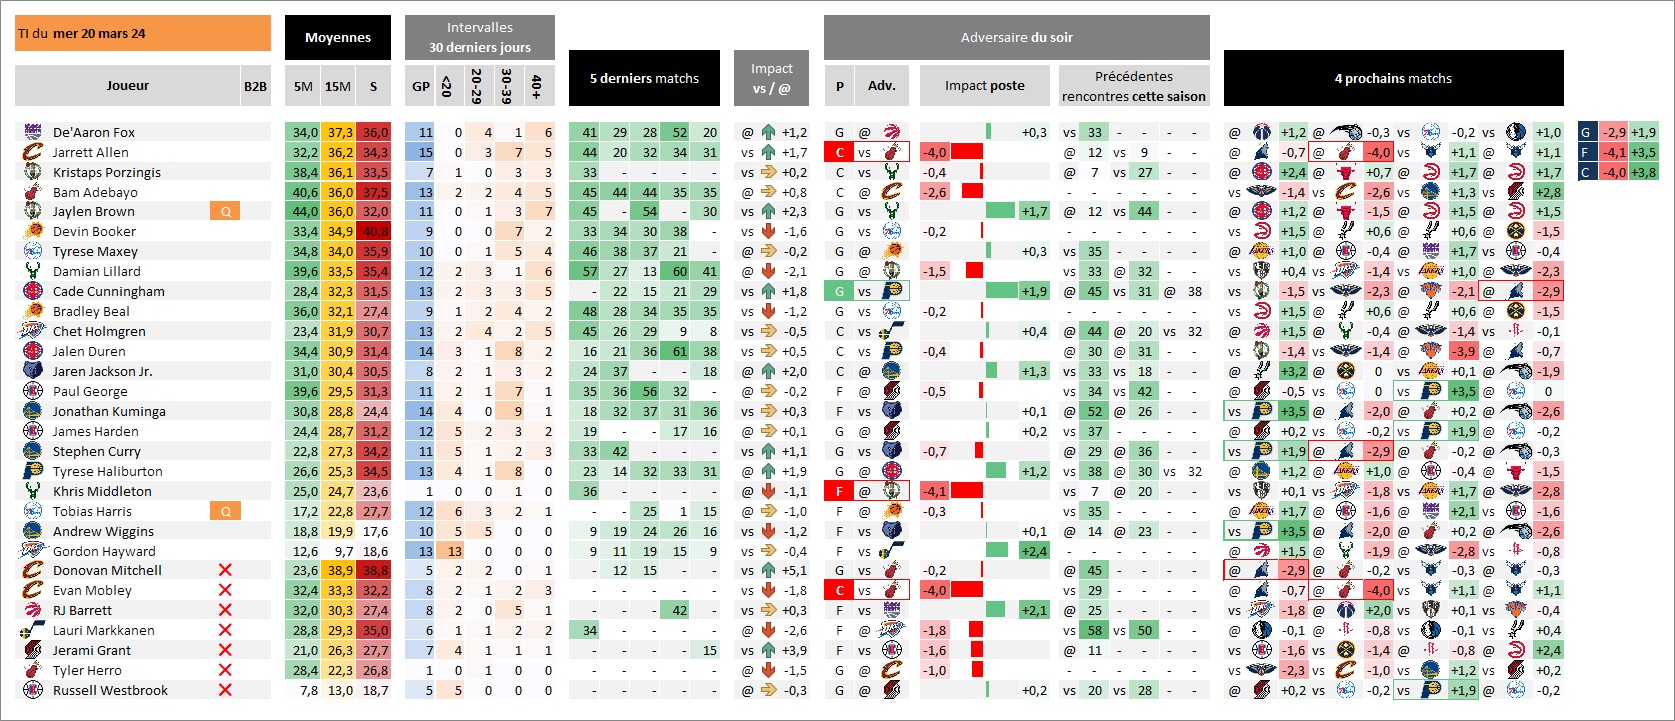 TI du mer 20 mars 24
Moyennes
Intervalles
30 derniers jours
5 derniers matchs
Impact
vs / @
Adversaire du soir
4 prochains matchs
Joueur B2B 5M 15M S GP <20 20-29 30-39 40+ P Adv. Impact poste Précédentes
rencontres cette saison
De'Aaron Fox 34,0 37,3 36,0 11 0 4 1 6 41 29 28 52 20 @ +1,2 G @ +0,3 vs 33 - - - - @ +1,2 @ -0,3 vs -0,2 vs +1,0
Jarrett Allen 32,2 36,2 34,3 15 0 3 7 5 44 20 32 34 31 vs +1,7 C vs -4,0 @ 12 vs 9 - - @ -0,7 @ -4,0 vs +1,1 @ +1,1
Kristaps Porzingis 38,4 36,1 33,5 7 1 0 3 3 33 - - - - vs +1,2 C vs -0,4 @ 7 vs 27 - - @ +2,4 @ +0,7 @ +1,7 @ +1,7
Bam Adebayo 40,6 36,0 37,5 13 2 2 4 5 45 44 44 35 35 @ +0,8 C @ -2,6 - - - - - - vs -1,4 vs -2,6 vs +1,3 vs +2,8
Jaylen Brown Q 44,0 36,0 32,0 11 0 1 3 7 45 - 54 - 30 vs +2,3 G vs +1,7 @ 12 vs 44 - - @ +1,2 @ -1,5 @ +1,5 @ +1,5
Devin Booker 33,4 34,9 40,8 9 0 0 7 2 33 34 30 38 - vs -1,6 G vs -0,2 - - - - - - vs +1,5 @ +0,6 @ +0,6 @ -1,5
Tyrese Maxey 34,8 34,0 35,9 10 0 1 5 4 46 38 37 21 - @ -0,2 G @ +0,3 vs 35 - - - - @ +1,0 @ -0,4 @ +1,7 vs -0,4
Damian Lillard 39,6 33,5 35,4 12 2 3 1 6 57 27 13 60 41 @ -2,1 G @ -1,5 vs 33 @ 32 - - vs +0,4 vs -1,4 vs +1,0 @ -2,3
Cade Cunningham 28,4 32,3 31,5 13 2 3 3 5 - 22 15 21 29 vs +1,8 G vs +1,9 @ 45 vs 31 @ 38 vs -1,5 vs -2,3 @ -2,1 @ -2,9
Bradley Beal 36,0 32,1 27,4 9 1 2 4 2 48 28 34 35 35 vs -1,2 G vs -0,2 - - - - - - vs +1,5 @ +0,6 @ +0,6 @ -1,5
Chet Holmgren 23,4 31,9 30,7 13 2 4 2 5 45 26 29 9 8 vs -0,5 C vs +0,4 @ 44 @ 20 vs 32 @ +1,5 @ -0,4 @ -1,4 vs -0,1
Jalen Duren 34,4 30,9 31,4 14 3 1 8 2 16 21 36 61 38 vs +0,5 C vs -0,4 @ 30 vs 31 - - vs -1,4 vs -1,4 @ -3,9 @ -0,7
Jaren Jackson Jr. 31,0 30,4 30,5 8 2 1 3 2 24 37 - - 18 @ +2,0 C @ +1,3 vs 33 vs 18 - - @ +3,2 @ 0 vs +0,1 @ -1,9
Paul George 39,6 29,5 31,3 11 2 1 7 1 35 36 56 32 - @ -0,2 F @ -0,5 vs 34 vs 42 - - @ -0,5 vs 0 vs +3,5 @ 0
Jonathan Kuminga 30,8 28,8 24,4 14 4 0 9 1 18 32 37 31 36 vs +0,3 F vs +0,1 @ 52 @ 26 - - vs +3,5 @ -2,0 @ +0,2 @ -2,6
James Harden 24,4 28,7 31,2 12 5 2 3 2 19 - - 17 16 @ +0,1 G @ +0,2 vs 37 - - - - @ +0,2 vs -0,2 vs +1,9 @ -0,2
Stephen Curry 22,8 27,3 34,2 11 5 1 2 3 33 42 - - - vs +1,1 G vs -0,7 @ 29 @ 36 - - vs +1,9 @ -2,9 @ -0,2 @ -0,3
Tyrese Haliburton 26,6 25,3 34,5 13 4 1 8 0 23 14 32 33 31 @ +1,9 G @ +1,2 vs 38 @ 30 vs 32 @ +1,2 @ +1,0 @ -0,4 @ -1,5
Khris Middleton 25,0 24,7 23,6 1 0 0 1 0 36 - - - - @ -1,1 F @ -4,1 vs 7 @ 20 - - vs +0,1 vs -1,8 vs +1,7 @ -2,8
Tobias Harris Q 17,2 22,8 27,7 12 6 3 2 1 - - 25 1 15 @ -1,0 F @ -0,3 vs 35 - - - - @ +1,7 @ -1,6 @ +2,1 vs -1,6
Andrew Wiggins 18,8 19,9 17,6 10 5 5 0 0 9 19 24 26 16 vs -1,2 F vs +0,1 @ 14 @ 23 - - vs +3,5 @ -2,0 @ +0,2 @ -2,6
Gordon Hayward 12,6 9,7 18,6 13 13 0 0 0 9 11 19 15 9 vs -0,4 F vs +2,4 - - - - - - @ +1,5 @ -1,9 @ -2,8 vs -0,8
Donovan Mitchell 23,6 38,9 38,8 5 2 2 0 1 - 12 15 - - vs +5,1 G vs -0,2 @ 45 - - - - @ -2,9 @ -0,2 vs -0,3 @ -0,3
Evan Mobley 32,4 33,3 32,2 8 2 1 2 3 - - - - - vs -1,8 C vs -4,0 vs 29 - - - - @ -0,7 @ -4,0 vs +1,1 @ +1,1
RJ Barrett 32,0 30,3 27,4 8 2 0 5 1 - - - 42 - vs +0,3 F vs +2,1 @ 25 - - - - vs -1,8 @ +2,0 vs +0,1 vs -0,4
Lauri Markkanen 28,8 29,3 35,0 6 1 1 2 2 34 - - - - vs -2,6 F vs -1,8 vs 58 vs 50 - - @ -0,1 @ -0,8 vs -0,1 vs +0,4
Jerami Grant 21,0 26,3 27,7 7 4 1 1 1 - - - - 15 vs +3,9 F vs -1,6 @ 11 - - - - vs -1,6 vs -1,4 @ -0,8 @ +2,4
Tyler Herro 28,4 22,3 26,8 1 0 1 0 0 - - - - - @ -1,5 G @ -1,0 - - - - - - vs -2,3 vs -1,0 vs +1,2 vs +0,2
Russell Westbrook 7,8 13,0 18,7 5 5 0 0 0 - - - - - @ -0,3 G @ +0,2 vs 20 vs 28 - - @ +0,2 vs -0,2 vs +1,9 @ -0,2
G -2,9 +1,9
F -4,1 +3,5
C -4,0 +3,8